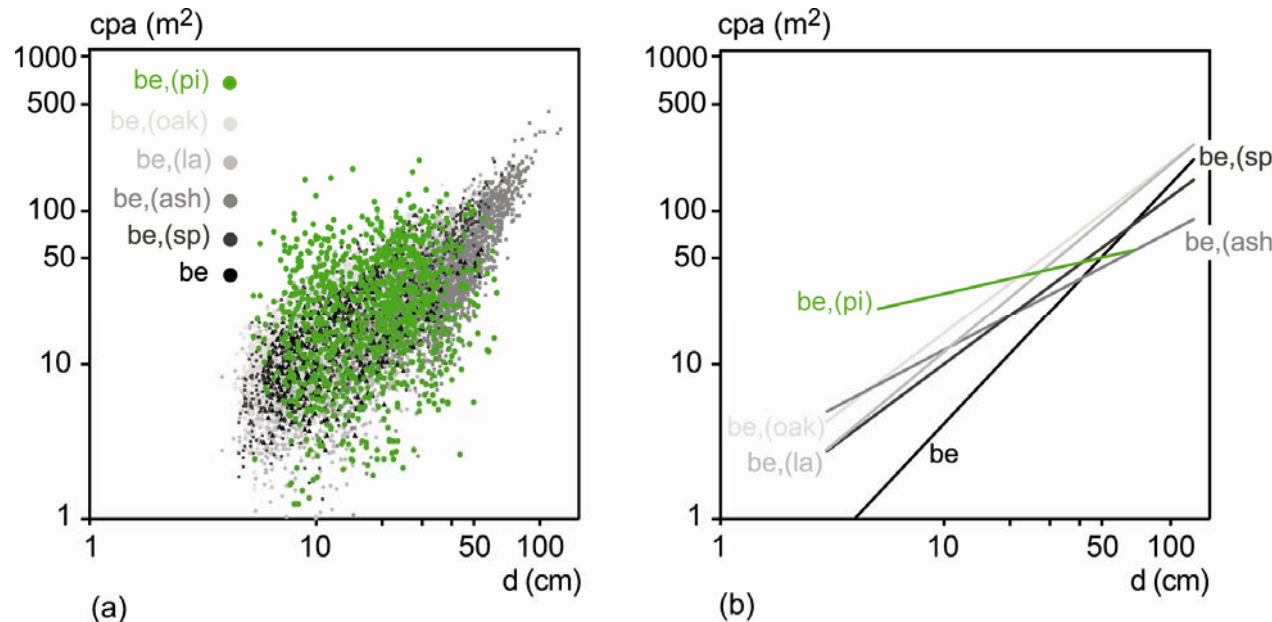 cpa (m²)
1000
500
100
50
10
1
be,(pi)
be,(oak)
be,(la)
be,(ash)
be,(sp)
be
1 10 50 100
d (cm)
(a)
cpa (m²)
1000
500
100
50
10
1
be,(sp
be,(ash
be,(pi)
be,(oak)
be,(la)
be
1 10 50 100
d (cm)
(b)